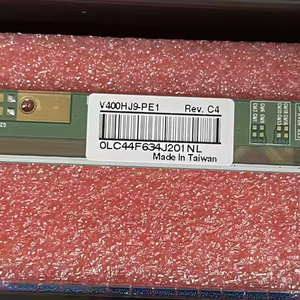 V400HJ9-PE1 Rev. C4
0LC44F634J201NL
Made In Taiwan